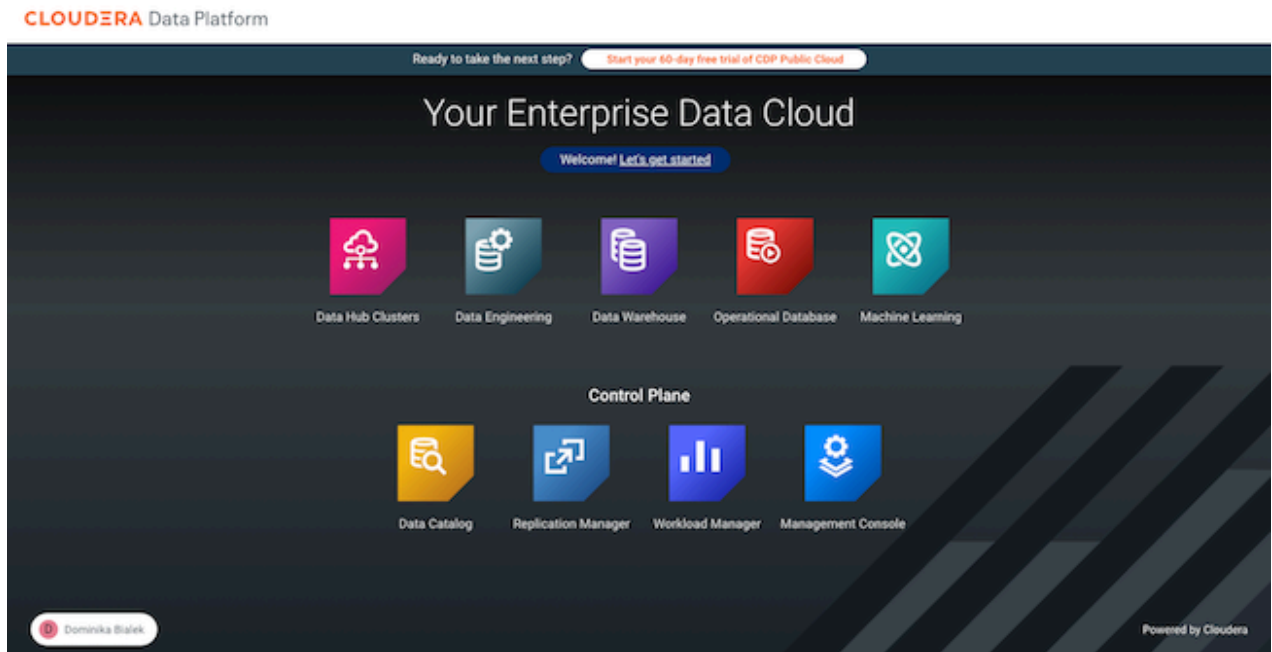 CLOUDERA Data Platform
Ready to take the next step? Start your 60-day free trial of CDP Public Cloud
Your Enterprise Data Cloud
Welcome! Let's get started
Data Hub Clusters Data Engineering Data Warehouse Operational Database Machine Learning
Control Plane
Data Catalog Replication Manager Workload Manager Management Console
D Dominika Bialek
Powered by Cloudera